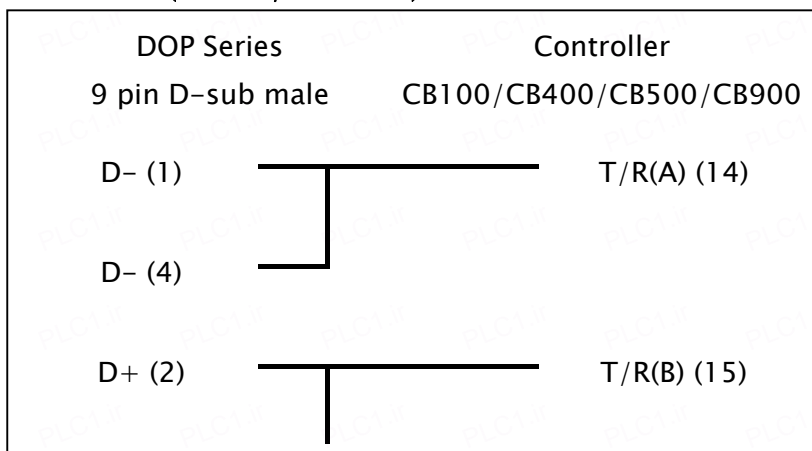 DOP Series Controller
9 pin D-sub male CB100/CB400/CB500/CB900
D- (1) T/R(A) (14)
D- (4)
D+ (2) T/R(B) (15)